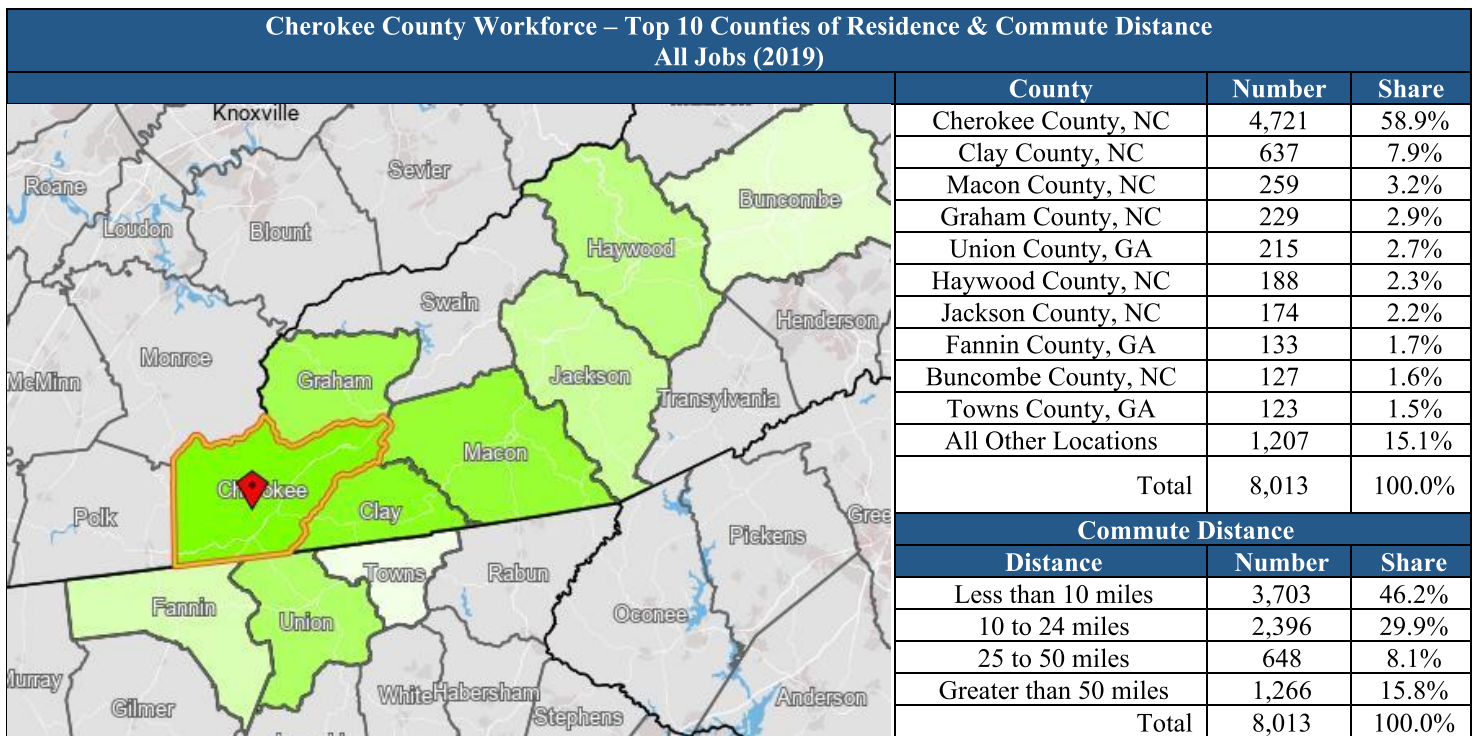 Cherokee County Workforce – Top 10 Counties of Residence & Commute Distance
All Jobs (2019)
County Number Share
Cherokee County, NC 4,721 58.9%
Clay County, NC 637 7.9%
Macon County, NC 259 3.2%
Graham County, NC 229 2.9%
Union County, GA 215 2.7%
Haywood County, NC 188 2.3%
Jackson County, NC 174 2.2%
Fannin County, GA 133 1.7%
Buncombe County, NC 127 1.6%
Towns County, GA 123 1.5%
All Other Locations 1,207 15.1%
Total 8,013 100.0%
Commute Distance
Distance Number Share
Less than 10 miles 3,703 46.2%
10 to 24 miles 2,396 29.9%
25 to 50 miles 648 8.1%
Greater than 50 miles 1,266 15.8%
Total 8,013 100.0%
Knoxville
Sevier
Roane
Buncombe
Loudon
Blount
Haywood
Swain
Henderson
Monroe
McMinn
Graham
Jackson
Transylvania
Macon
Cherokee
Clay
Polk
Pickens
Towns
Rabun
Fannin
Union
Oconee
White
Habersham
Gilmer
Stephens
Anderson